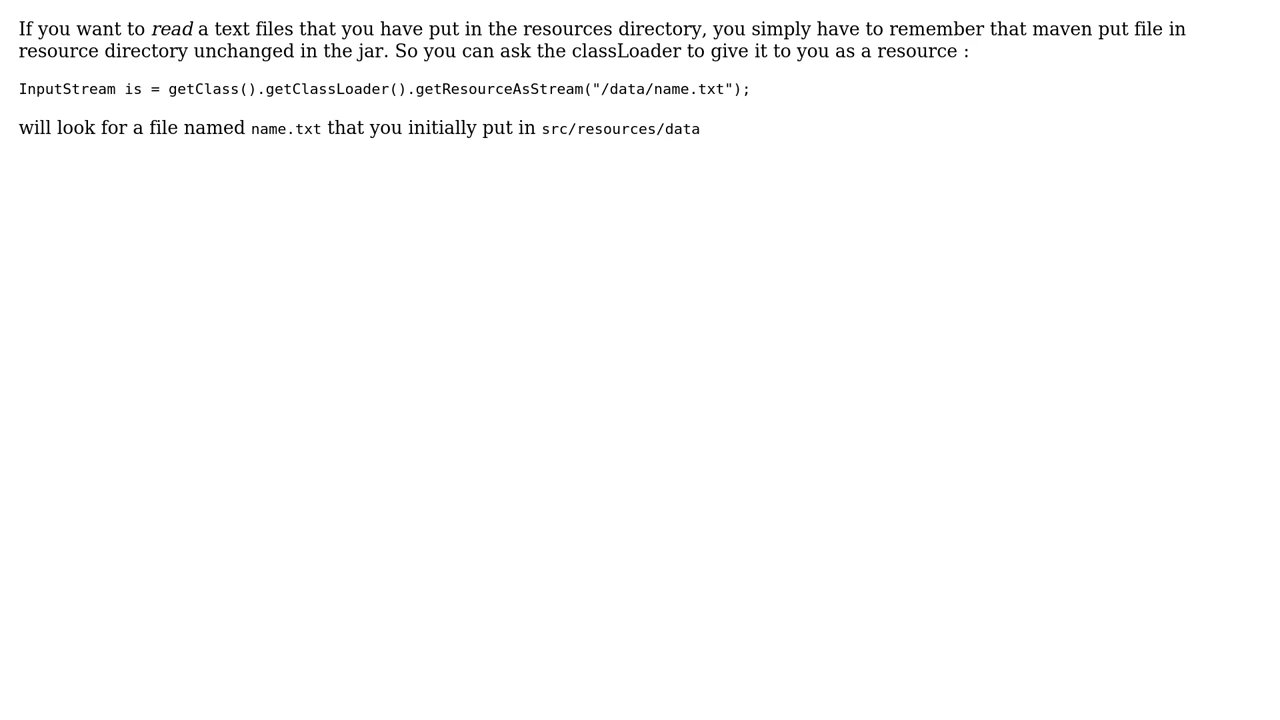 If you want to read a text files that you have put in the resources directory, you simply have to remember that maven put file in
resource directory unchanged in the jar. So you can ask the classLoader to give it to you as a resource :
InputStream is = getClass().getClassLoader().getResourceAsStream("/data/name.txt");
will look for a file named name.txt that you initially put in src/resources/data